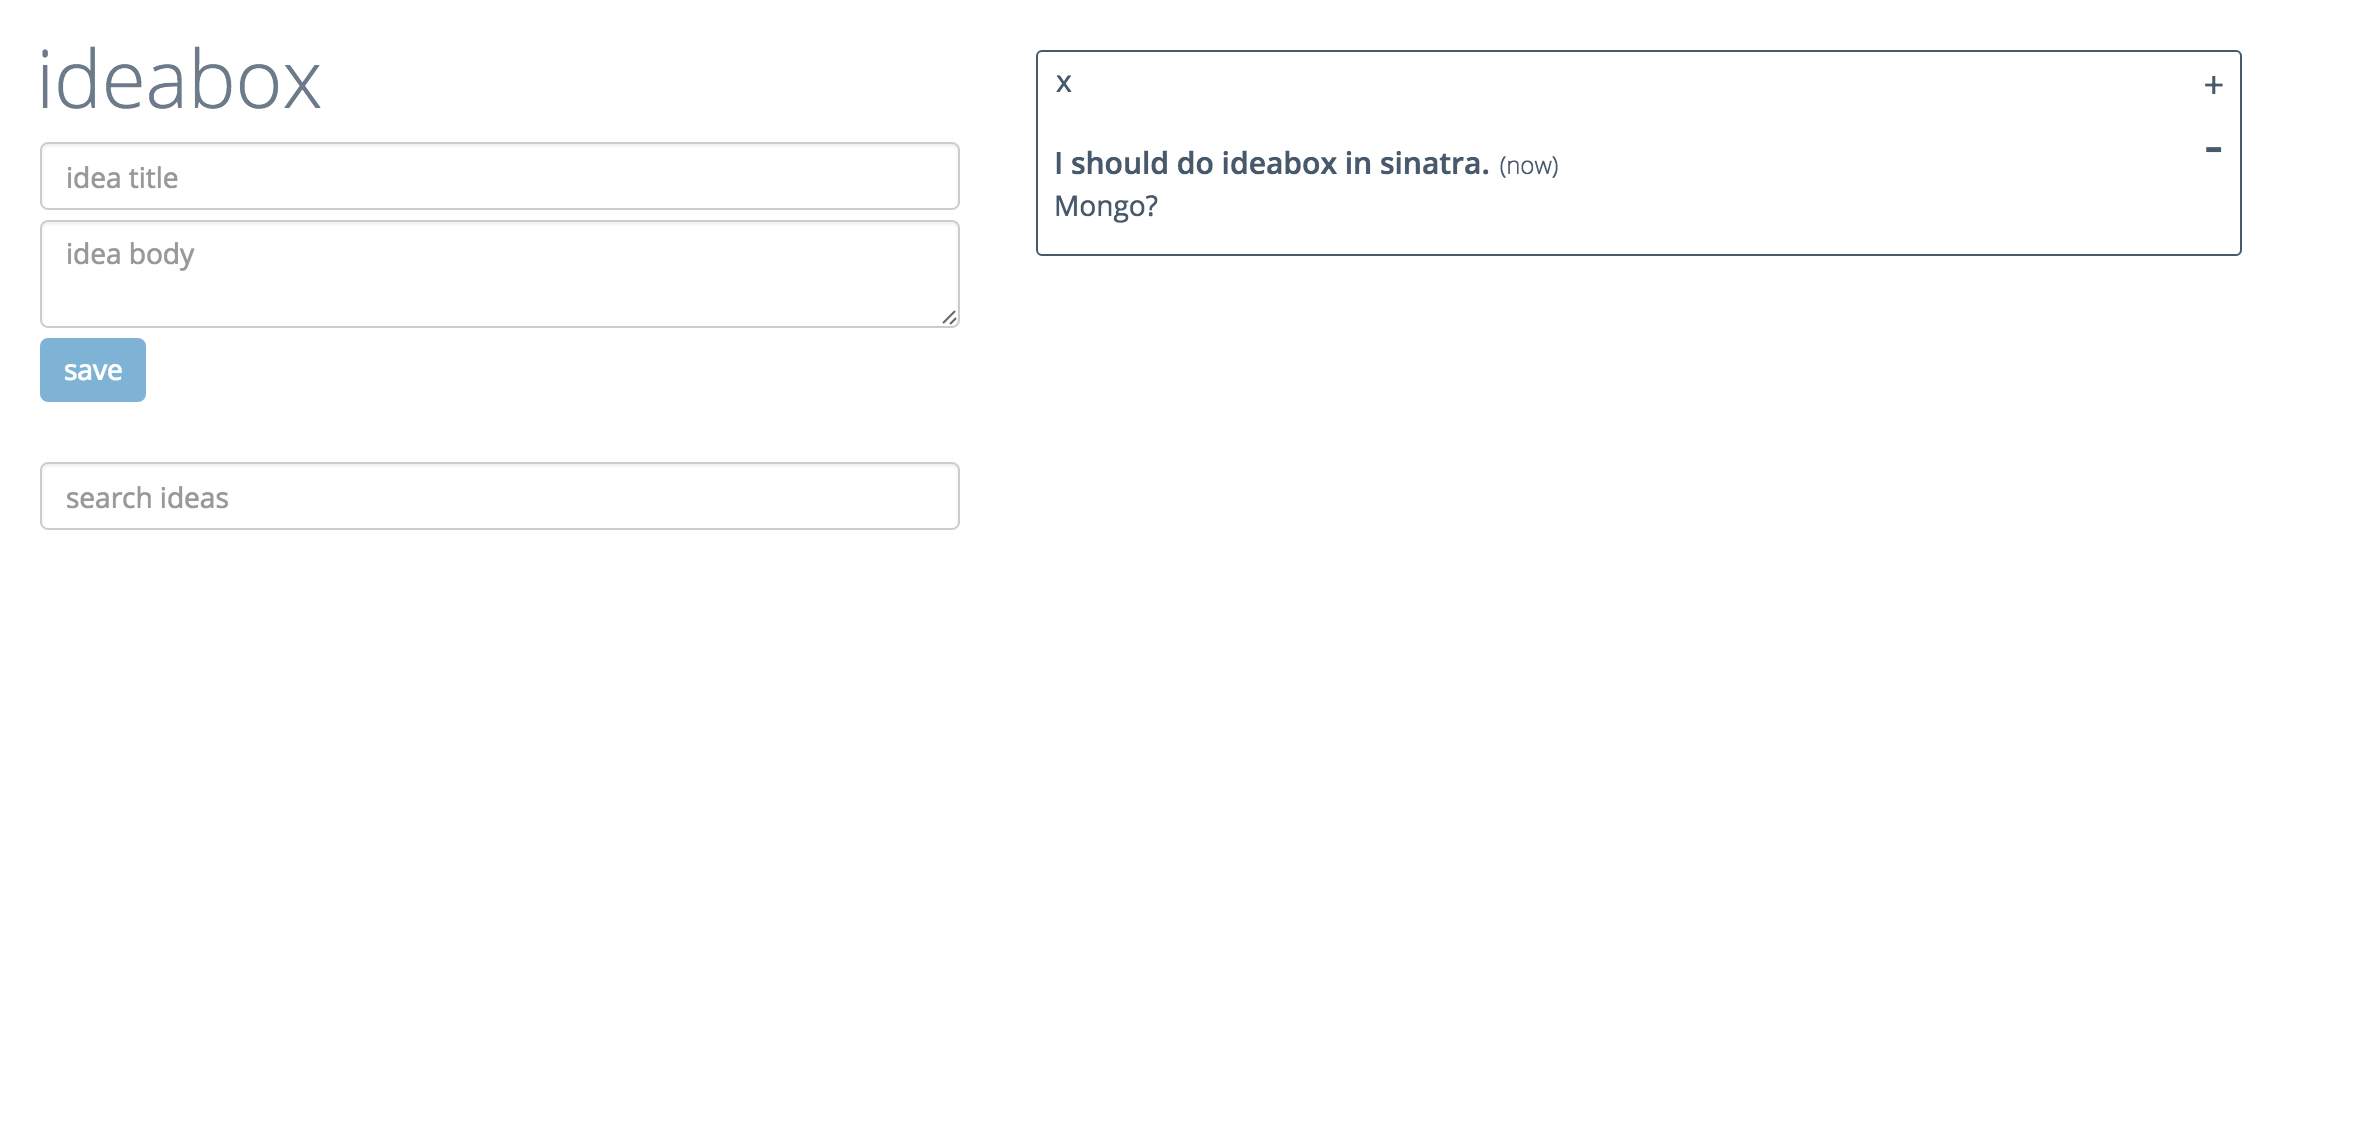 ideabox
idea title
idea body
save
search ideas
x
+
I should do ideabox in sinatra. (now)
-
Mongo?